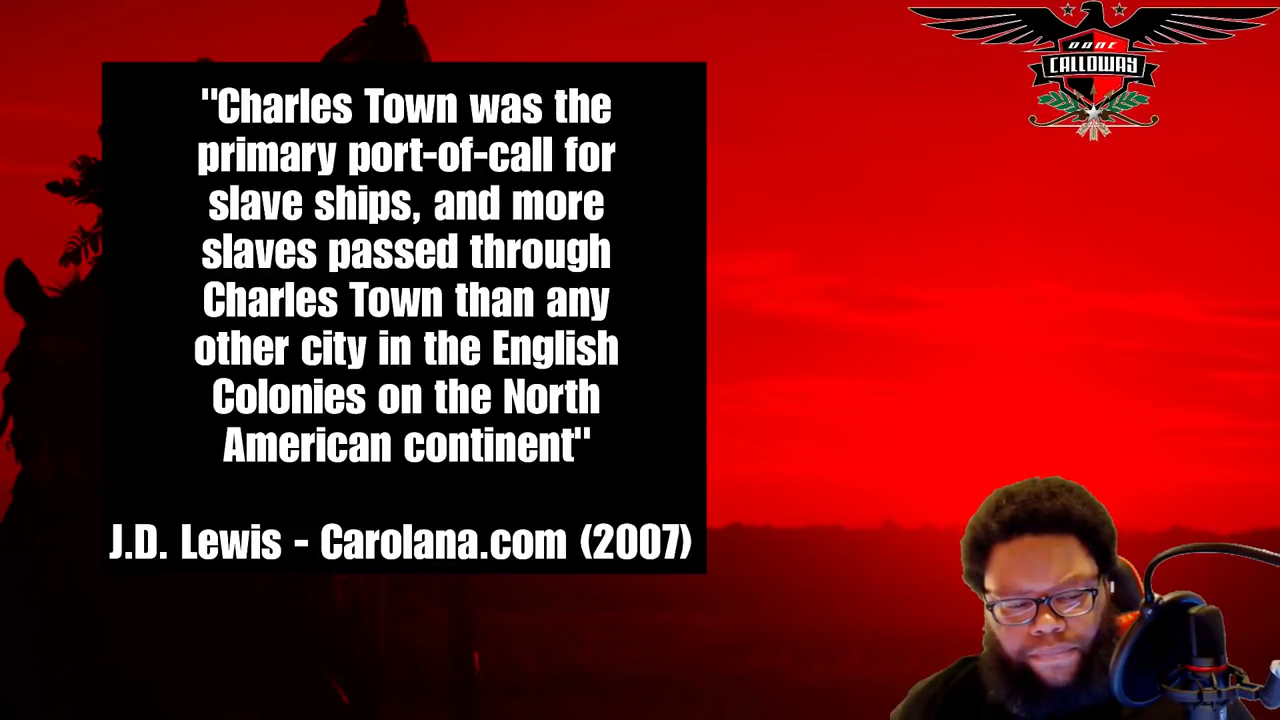 DDDC
CALLOWAY
"Charles Town was the
primary port-of-call for
slave ships, and more
slaves passed through
Charles Town than any
other city in the English
Colonies on the North
American continent"
J.D. Lewis - Carolana.com (2007)